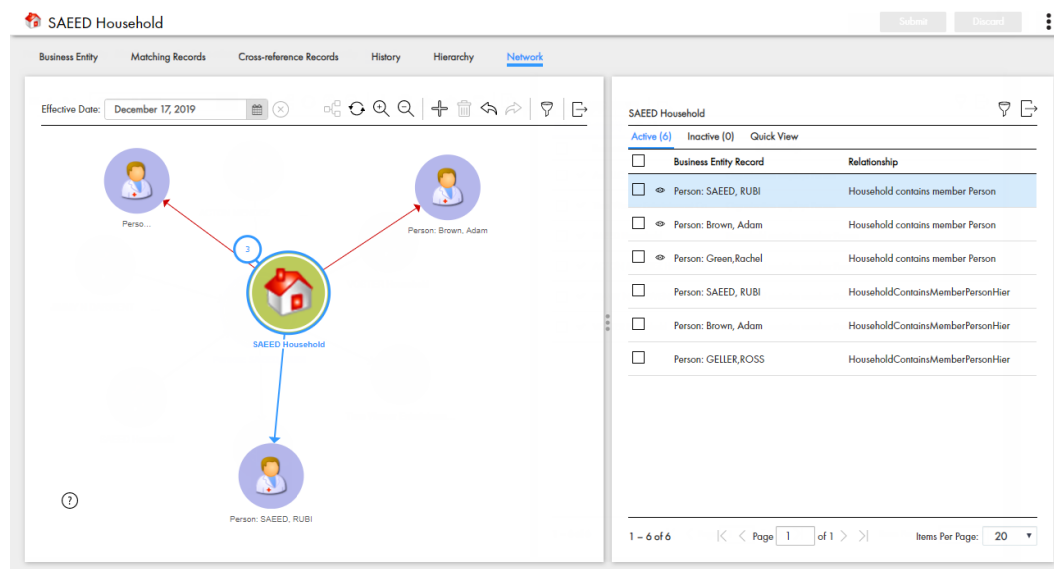 SAEED Household
Submit Discard
Business Entity Matching Records Cross-reference Records History Hierarchy Network
Effective Date: December 17, 2019
Perso...
Person: Brown, Adam
3
SAEED Household
Person: SAEED, RUBI
?
SAEED Household
Active (6) Inactive (0) Quick View
Business Entity Record Relationship
Person: SAEED, RUBI Household contains member Person
Person: Brown, Adam Household contains member Person
Person: Green,Rachel Household contains member Person
Person: SAEED, RUBI HouseholdContainsMemberPersonHier
Person: Brown, Adam HouseholdContainsMemberPersonHier
Person: GELLER,ROSS HouseholdContainsMemberPersonHier
1 – 6 of 6 Page 1 of 1 Items Per Page: 20